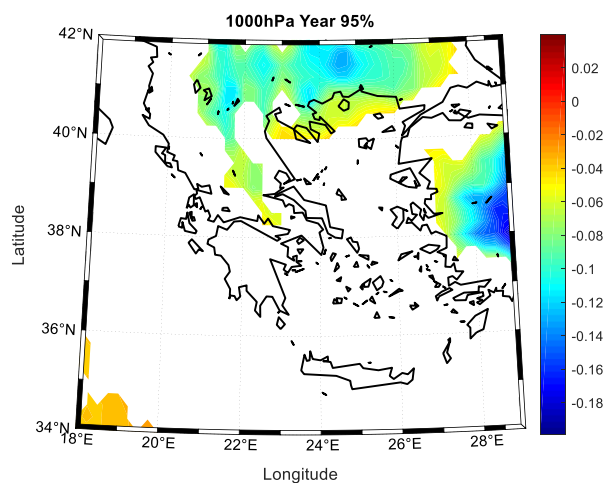 1000hPa Year 95%
42°N
40°N
38°N
36°N
34°N
18°E
20°E
22°E
24°E
26°E
28°E
Latitude
Longitude
0.02
0
-0.02
-0.04
-0.06
-0.08
-0.1
-0.12
-0.14
-0.16
-0.18